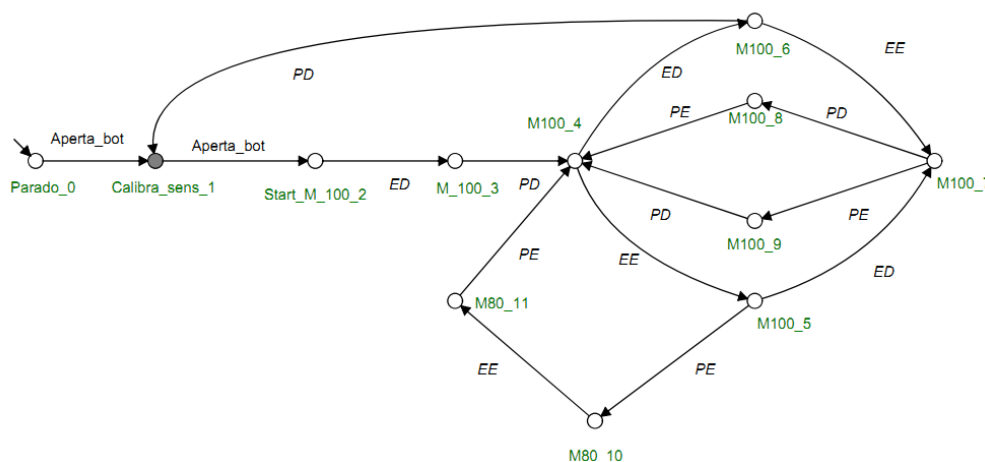 M100_6
EE
PD
ED
M100_8
M100_4
PE
PD
Aperta_bot
Aperta_bot
Parado_0
Calibra_sens_1
Start_M_100_2
ED
M_100_3
PD
M100_7
PD
PE
M100_9
PE
EE
ED
M80_11
M100_5
EE
PE
M80_10